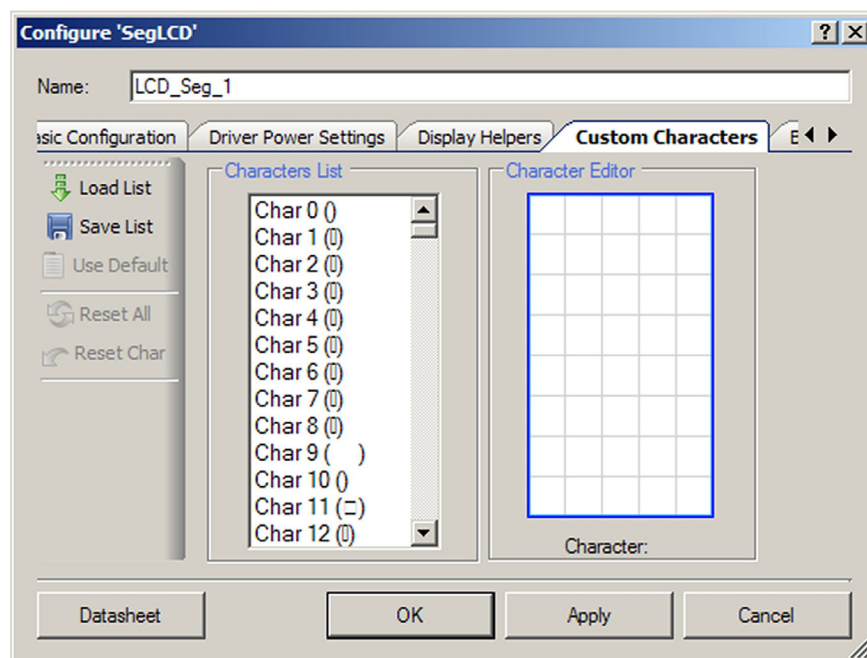 Configure 'SegLCD'
Name: LCD_Seg_1
asic Configuration Driver Power Settings Display Helpers Custom Characters E
Load List
Save List
Use Default
Reset All
Reset Char
Characters List
Char 0 ()
Char 1 (▯)
Char 2 (▯)
Char 3 (▯)
Char 4 (▯)
Char 5 (▯)
Char 6 (▯)
Char 7 (▯)
Char 8 (▯)
Char 9 (    )
Char 10 ()
Char 11 (□)
Char 12 (▯)
Character Editor
Character:
Datasheet OK Apply Cancel